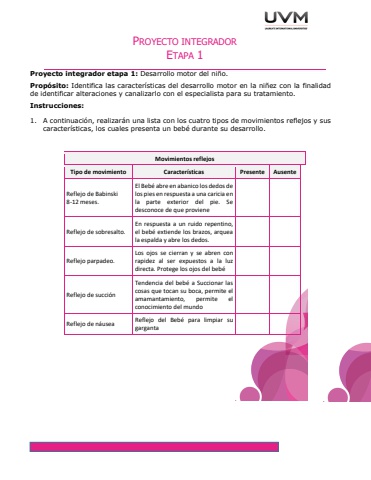 UVM
PROYECTO INTEGRADOR
ETAPA 1
Proyecto integrador etapa 1: Desarrollo motor del niño.
Propósito: Identifica las características del desarrollo motor en la niñez con la finalidad
de identificar alteraciones y canalizarlo con el especialista para su tratamiento.
Instrucciones:
1. A continuación, realizarán una lista con los cuatro tipos de movimientos reflejos y sus
características, los cuales presenta un bebé durante su desarrollo.
Movimientos reflejos
Tipo de movimiento Características Presente Ausente
Reflejo de Babinski
8-12 meses.
El Bebé abre en abanico los dedos de
los pies en respuesta a una caricia en
la parte exterior del pie. Se
desconoce de que proviene
Reflejo de sobresalto.
En respuesta a un ruido repentino,
el bebé extiende los brazos, arquea
la espalda y abre los dedos.
Reflejo parpadeo.
Los ojos se cierran y se abren con
rapidez al ser expuestos a la luz
directa. Protege los ojos del bebé
Reflejo de succión
Tendencia del bebé a Succionar las
cosas que tocan su boca, permite el
amamantamiento, permite el
conocimiento del mundo
Reflejo de náusea
Reflejo del Bebé para limpiar su
garganta